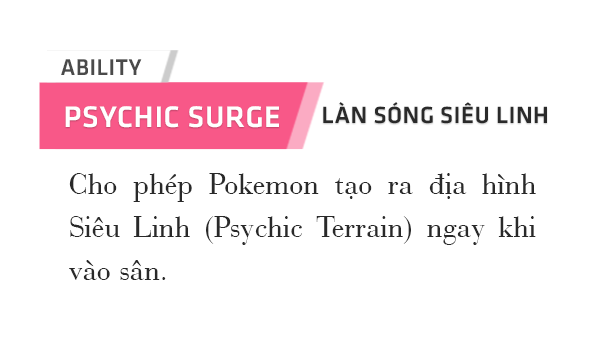 ABILITY
PSYCHIC SURGE
LÀN SÓNG SIÊU LINH
Cho phép Pokemon tạo ra địa hình
Siêu Linh (Psychic Terrain) ngay khi
vào sân.